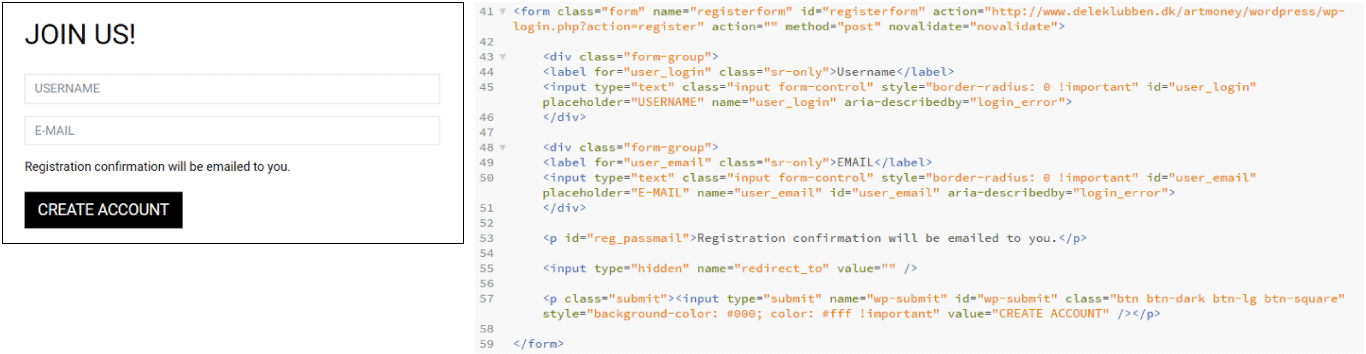 JOIN US!
USERNAME
E-MAIL
Registration confirmation will be emailed to you.
CREATE ACCOUNT
41 <form class="form" name="registerform" id="registerform" action="http://www.deleklubben.dk/artmoney/wordpress/wp-
login.php?action=register" action="" method="post" novalidate="novalidate">
42
43 <div class="form-group">
44 <label for="user_login" class="sr-only">Username</label>
45 <input type="text" class="input form-control" style="border-radius: 0 !important" id="user_login"
placeholder="USERNAME" name="user_login" aria-describedby="login_error">
46 </div>
47
48 <div class="form-group">
49 <label for="user_email" class="sr-only">EMAIL</label>
50 <input type="text" class="input form-control" style="border-radius: 0 !important" id="user_email"
placeholder="E-MAIL" name="user_email" id="user_email" aria-describedby="login_error">
51 </div>
52
53 <p id="reg_passmail">Registration confirmation will be emailed to you.</p>
54
55 <input type="hidden" name="redirect_to" value="" />
56
57 <p class="submit"><input type="submit" name="wp-submit" id="wp-submit" class="btn btn-dark btn-lg btn-square"
style="background-color: #000; color: #fff !important" value="CREATE ACCOUNT" /></p>
58
59 </form>